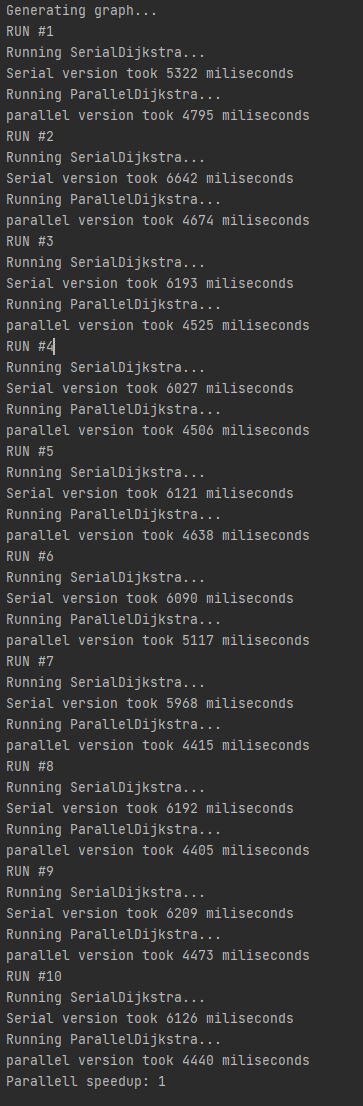 Generating graph...
RUN #1
Running SerialDijkstra...
Serial version took 5322 miliseconds
Running ParallelDijkstra...
parallel version took 4795 miliseconds
RUN #2
Running SerialDijkstra...
Serial version took 6642 miliseconds
Running ParallelDijkstra...
parallel version took 4674 miliseconds
RUN #3
Running SerialDijkstra...
Serial version took 6193 miliseconds
Running ParallelDijkstra...
parallel version took 4525 miliseconds
RUN #4
Running SerialDijkstra...
Serial version took 6027 miliseconds
Running ParallelDijkstra...
parallel version took 4506 miliseconds
RUN #5
Running SerialDijkstra...
Serial version took 6121 miliseconds
Running ParallelDijkstra...
parallel version took 4638 miliseconds
RUN #6
Running SerialDijkstra...
Serial version took 6090 miliseconds
Running ParallelDijkstra...
parallel version took 5117 miliseconds
RUN #7
Running SerialDijkstra...
Serial version took 5968 miliseconds
Running ParallelDijkstra...
parallel version took 4415 miliseconds
RUN #8
Running SerialDijkstra...
Serial version took 6192 miliseconds
Running ParallelDijkstra...
parallel version took 4405 miliseconds
RUN #9
Running SerialDijkstra...
Serial version took 6209 miliseconds
Running ParallelDijkstra...
parallel version took 4473 miliseconds
RUN #10
Running SerialDijkstra...
Serial version took 6126 miliseconds
Running ParallelDijkstra...
parallel version took 4440 miliseconds
Parallell speedup: 1